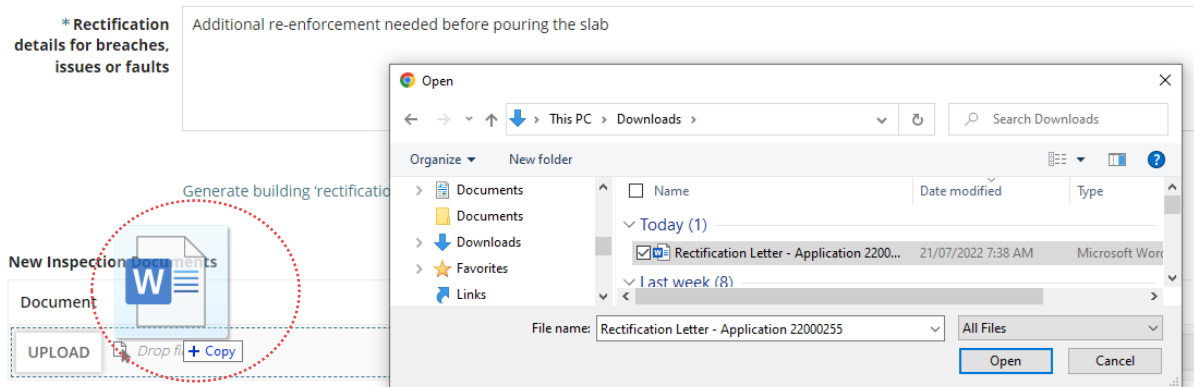 * Rectification
details for breaches,
issues or faults
Additional re-enforcement needed before pouring the slab
Generate building ‘rectificatio
New Inspection Documents
Document
W
UPLOAD
Drop fi
+ Copy
Open
This PC > Downloads >
Search Downloads
Organize
New folder
?
Documents
Documents
Downloads
Favorites
Links
Name
Date modified
Type
Today (1)
Rectification Letter - Application 2200...
21/07/2022 7:38 AM
Microsoft Word
Last week (8)
File name:
Rectification Letter - Application 22000255
All Files
Open
Cancel